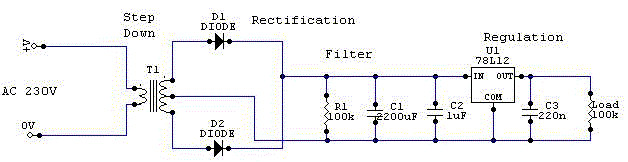 Step
Down
D1
DIODE
Rectification
Filter
Regulation
U1
78L12
+V
AC 230V
0V
T1
IN OUT
COM
R1
100k
C1
2200uF
C2
1uF
C3
220n
Load
100k
D2
DIODE